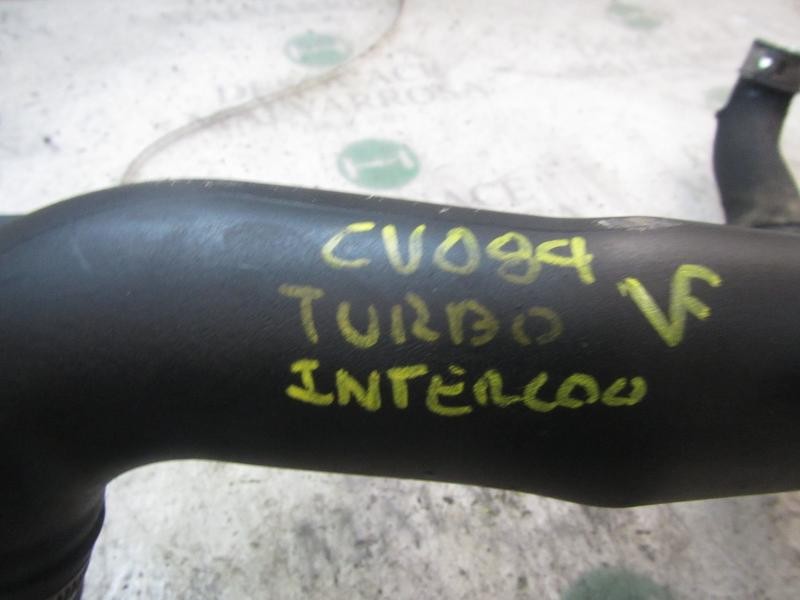 CV084
TURBO VF
INTERCOO